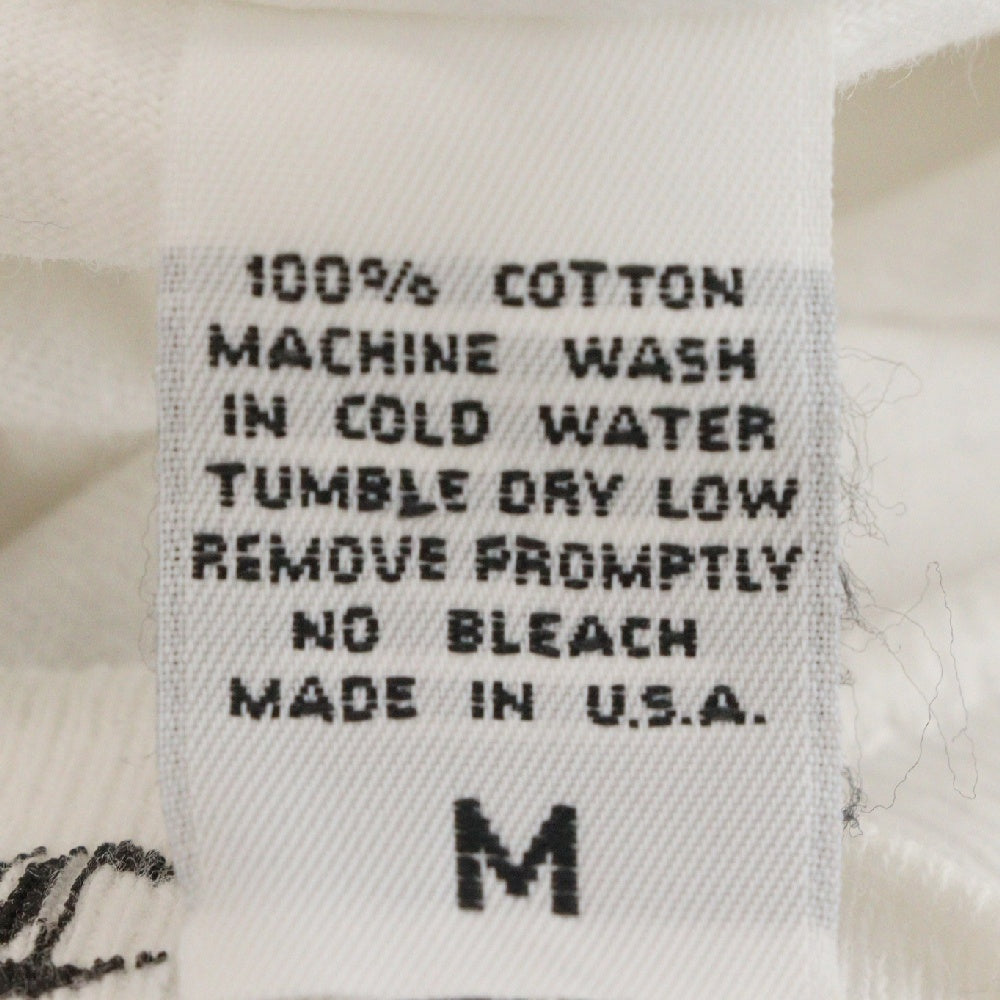 100% COTTON
MACHINE WASH
IN COLD WATER
TUMBLE DRY LOW
REMOVE PROMPTLY
NO BLEACH
MADE IN U.S.A.
M